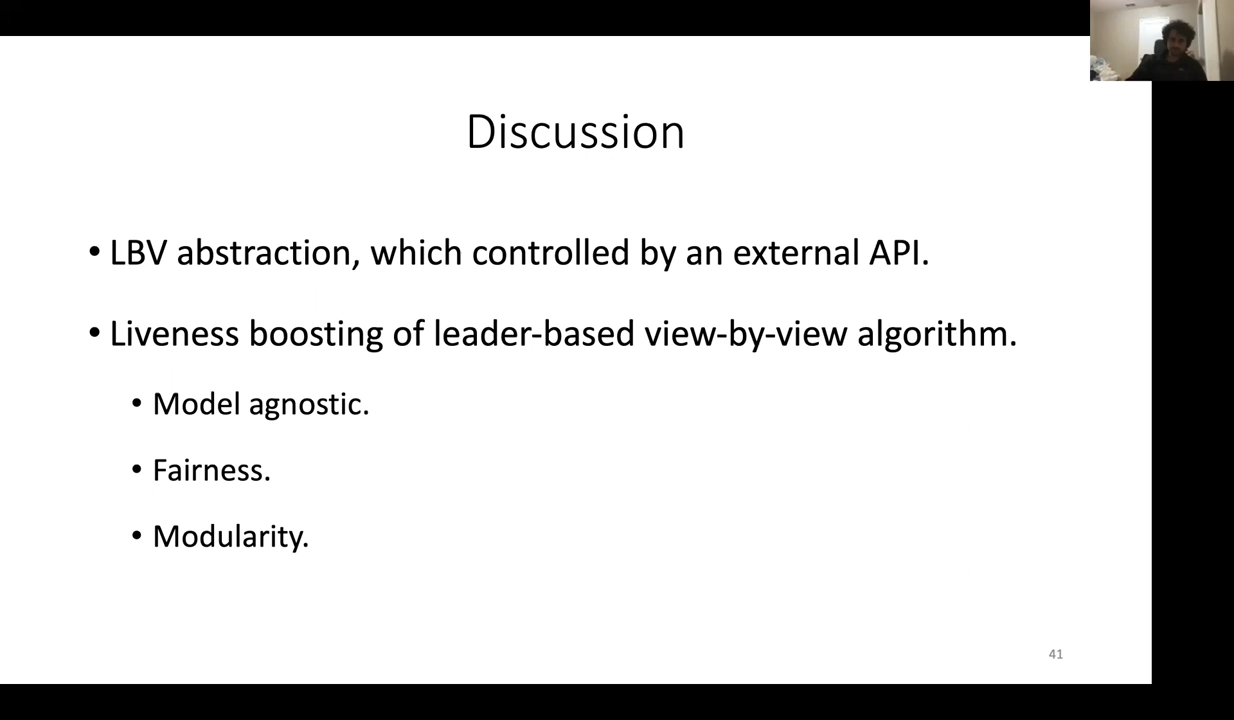 Discussion
• LBV abstraction, which controlled by an external API.
• Liveness boosting of leader-based view-by-view algorithm.
• Model agnostic.
• Fairness.
• Modularity.
41